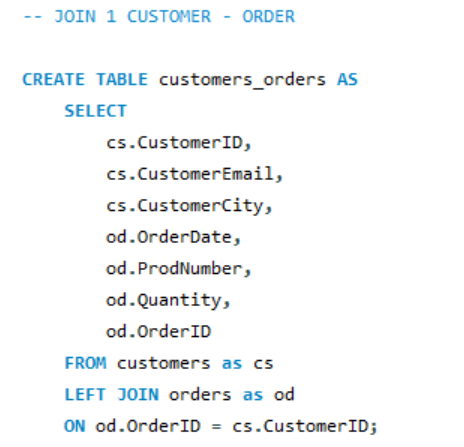 -- JOIN 1 CUSTOMER - ORDER
CREATE TABLE customers_orders AS
SELECT
cs.CustomerID,
cs.CustomerEmail,
cs.CustomerCity,
od.OrderDate,
od.ProdNumber,
od.Quantity,
od.OrderID
FROM customers as cs
LEFT JOIN orders as od
ON od.OrderID = cs.CustomerID;